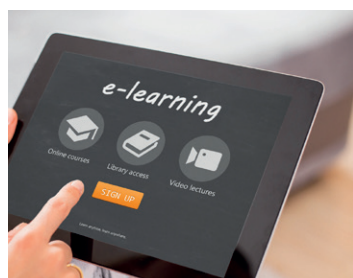 e-learning
Online courses
Library access
Video lectures
SIGN UP